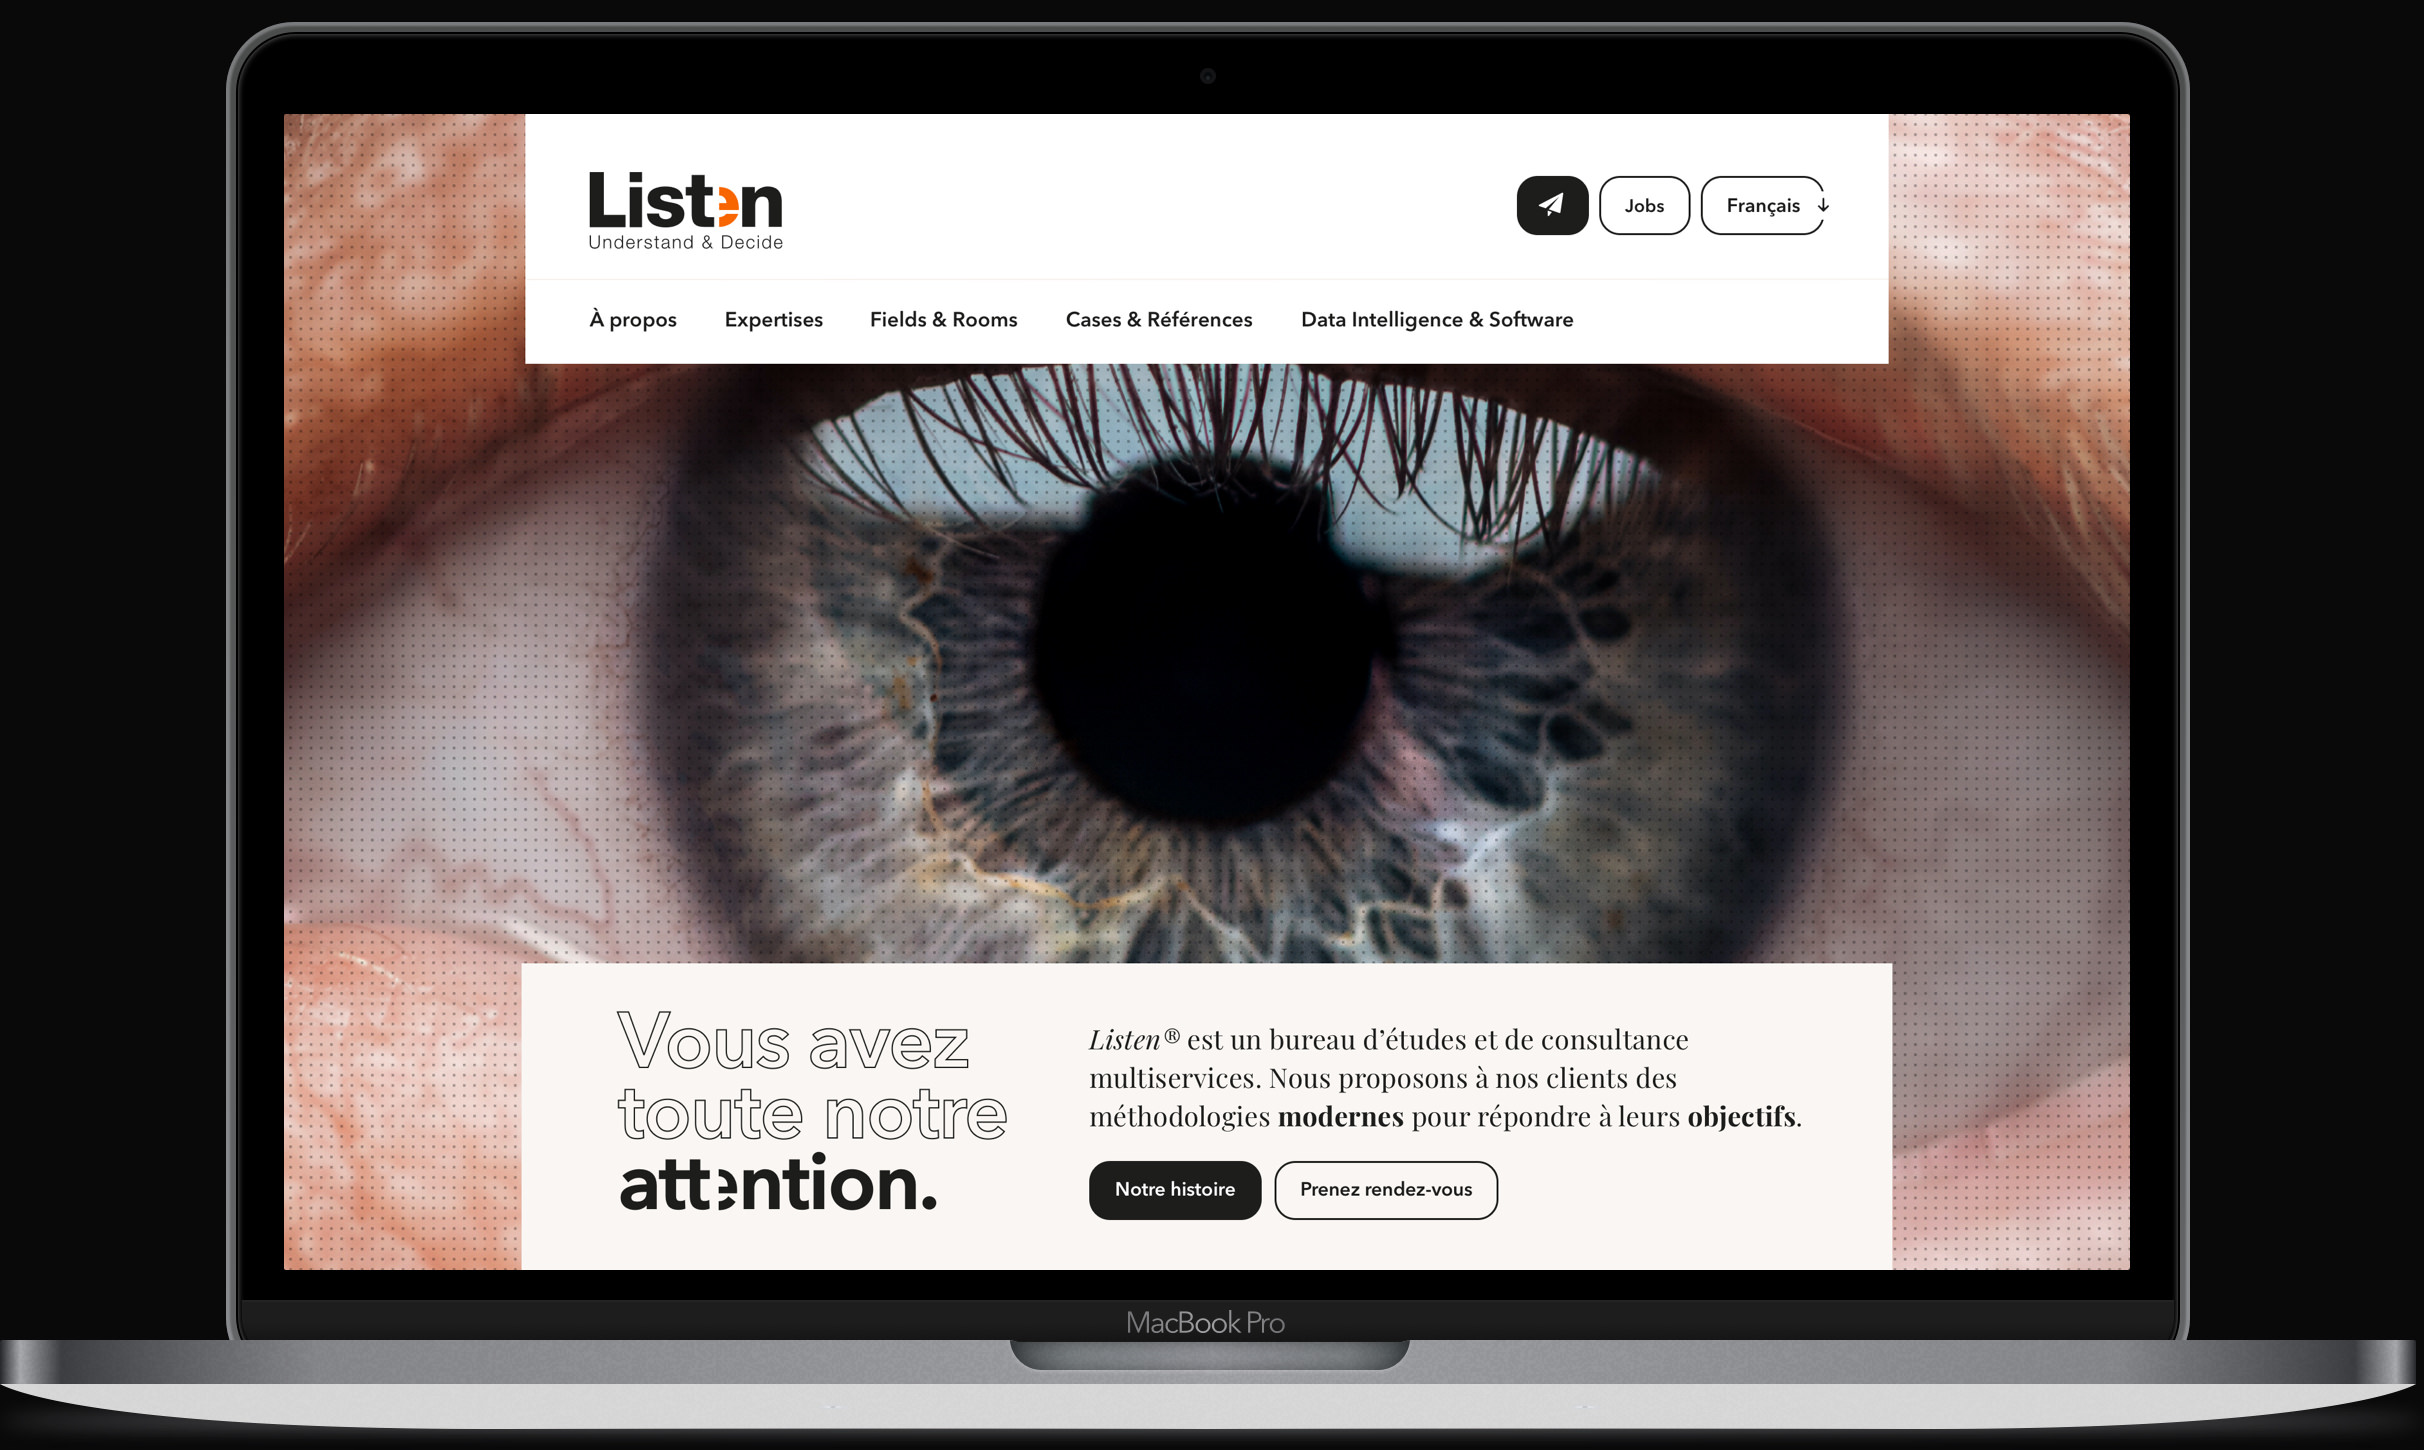 Listen
Understand & Decide
Jobs
Français
À propos
Expertises
Fields & Rooms
Cases & Références
Data Intelligence & Software
Vous avez
toute notre
attention.
Listen® est un bureau d’études et de consultance
multiservices. Nous proposons à nos clients des
méthodologies modernes pour répondre à leurs objectifs.
Notre histoire
Prenez rendez-vous
MacBook Pro